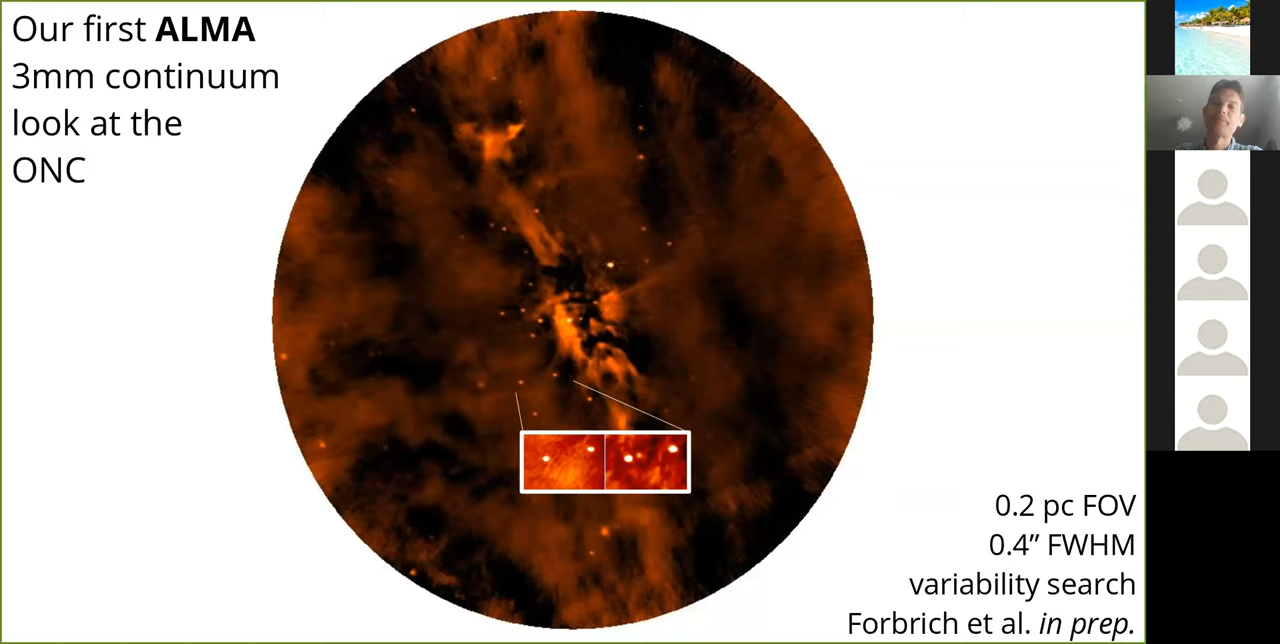 Our first ALMA
3mm continuum
look at the
ONC
0.2 pc FOV
0.4” FWHM
variability search
Forbrich et al. in prep.